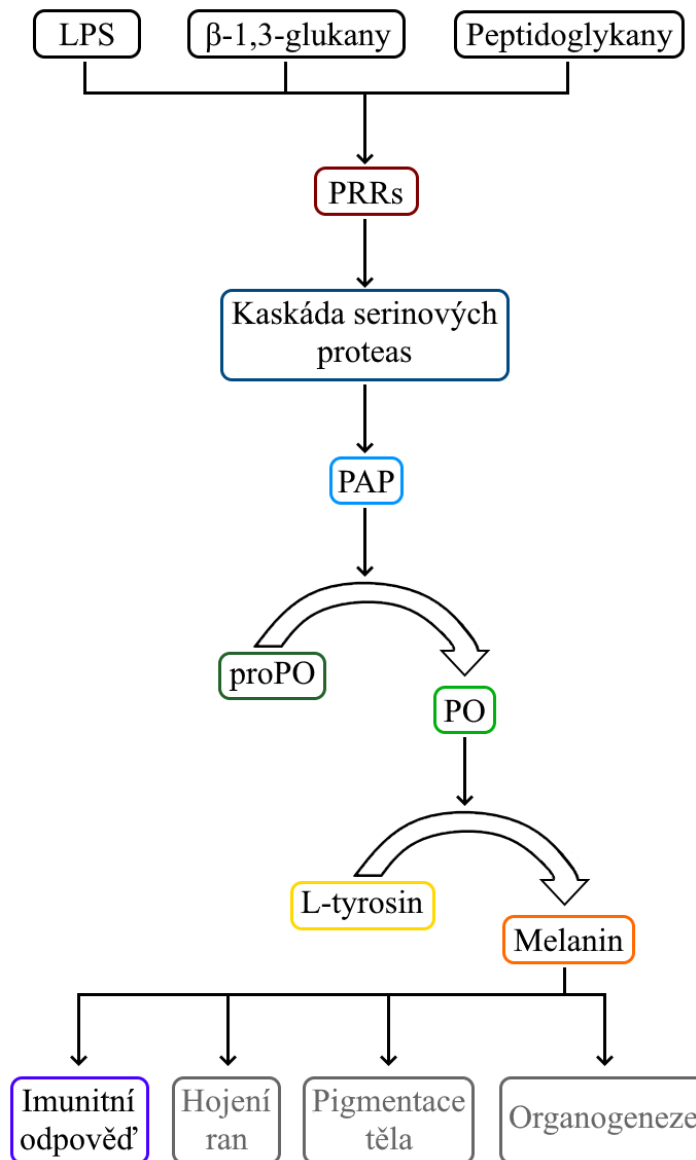 LPS
β-1,3-glukany
Peptidoglykany
PRRs
Kaskáda serinových
proteas
PAP
proPO
PO
L-tyrosin
Melanin
Imunitní
odpověď
Hojení
ran
Pigmentace
těla
Organogeneze